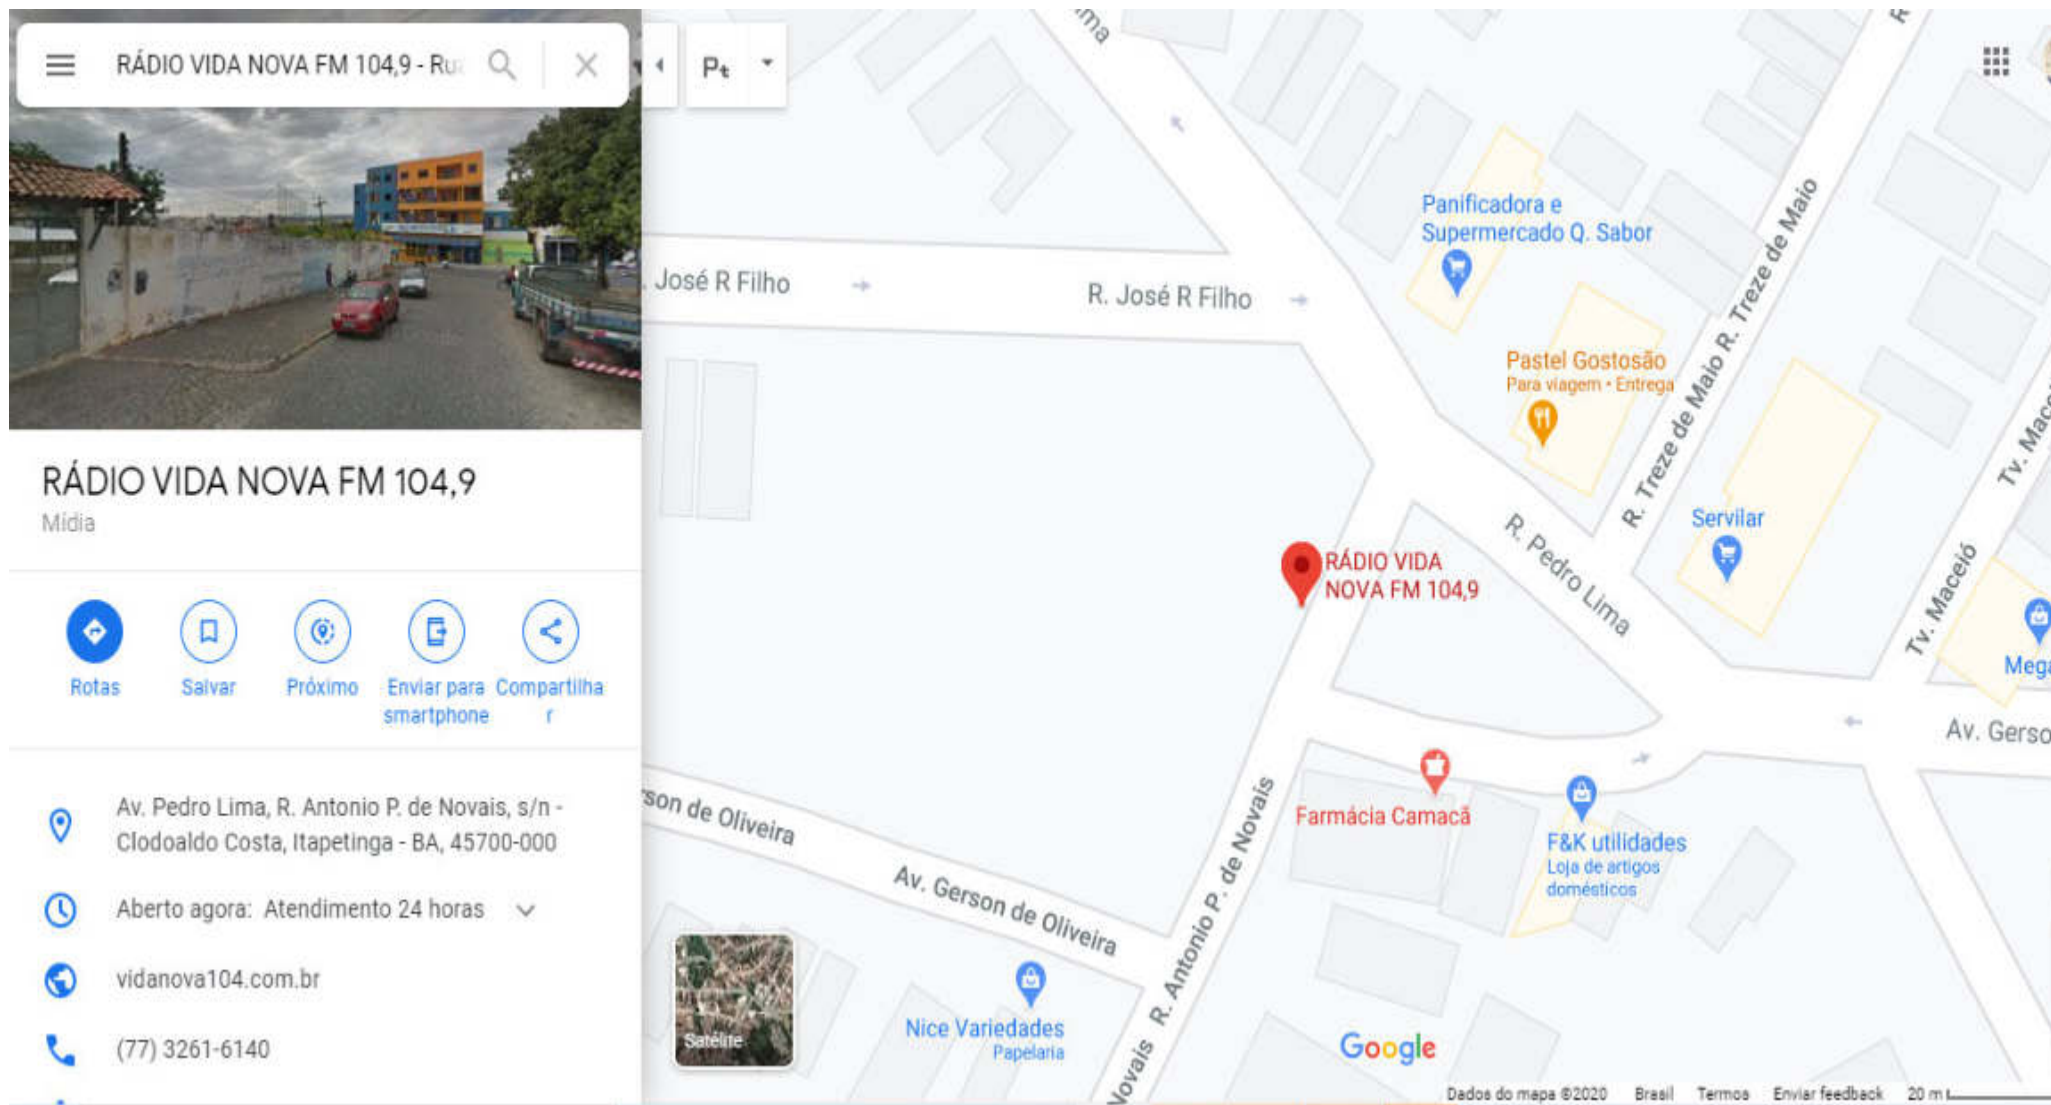 RÁDIO VIDA NOVA FM 104,9 - Ru
RÁDIO VIDA NOVA FM 104,9
Mídia
Rotas
Salvar
Próximo
Enviar para
smartphone
Compartilha
r
Av. Pedro Lima, R. Antonio P. de Novais, s/n -
Clodoaldo Costa, Itapetinga - BA, 45700-000
Aberto agora: Atendimento 24 horas
vidanova104.com.br
(77) 3261-6140
Pt
ma
. José R Filho
R. José R Filho
Panificadora e
Supermercado Q. Sabor
Pastel Gostosão
Para viagem • Entrega
R. Treze de Maio
R. Treze de Maio
Servilar
R. Pedro Lima
RÁDIO VIDA
NOVA FM 104,9
Tv. Maceió
Tv. Mace
Mega
Av. Gerso
Farmácia Camacã
F&K utilidades
Loja de artigos
domésticos
son de Oliveira
Av. Gerson de Oliveira
R. Antonio P. de Novais
Novais
Nice Variedades
Papelaria
Satélite
Google
Dados do mapa ©2020 Brasil Termos Enviar feedback 20 m